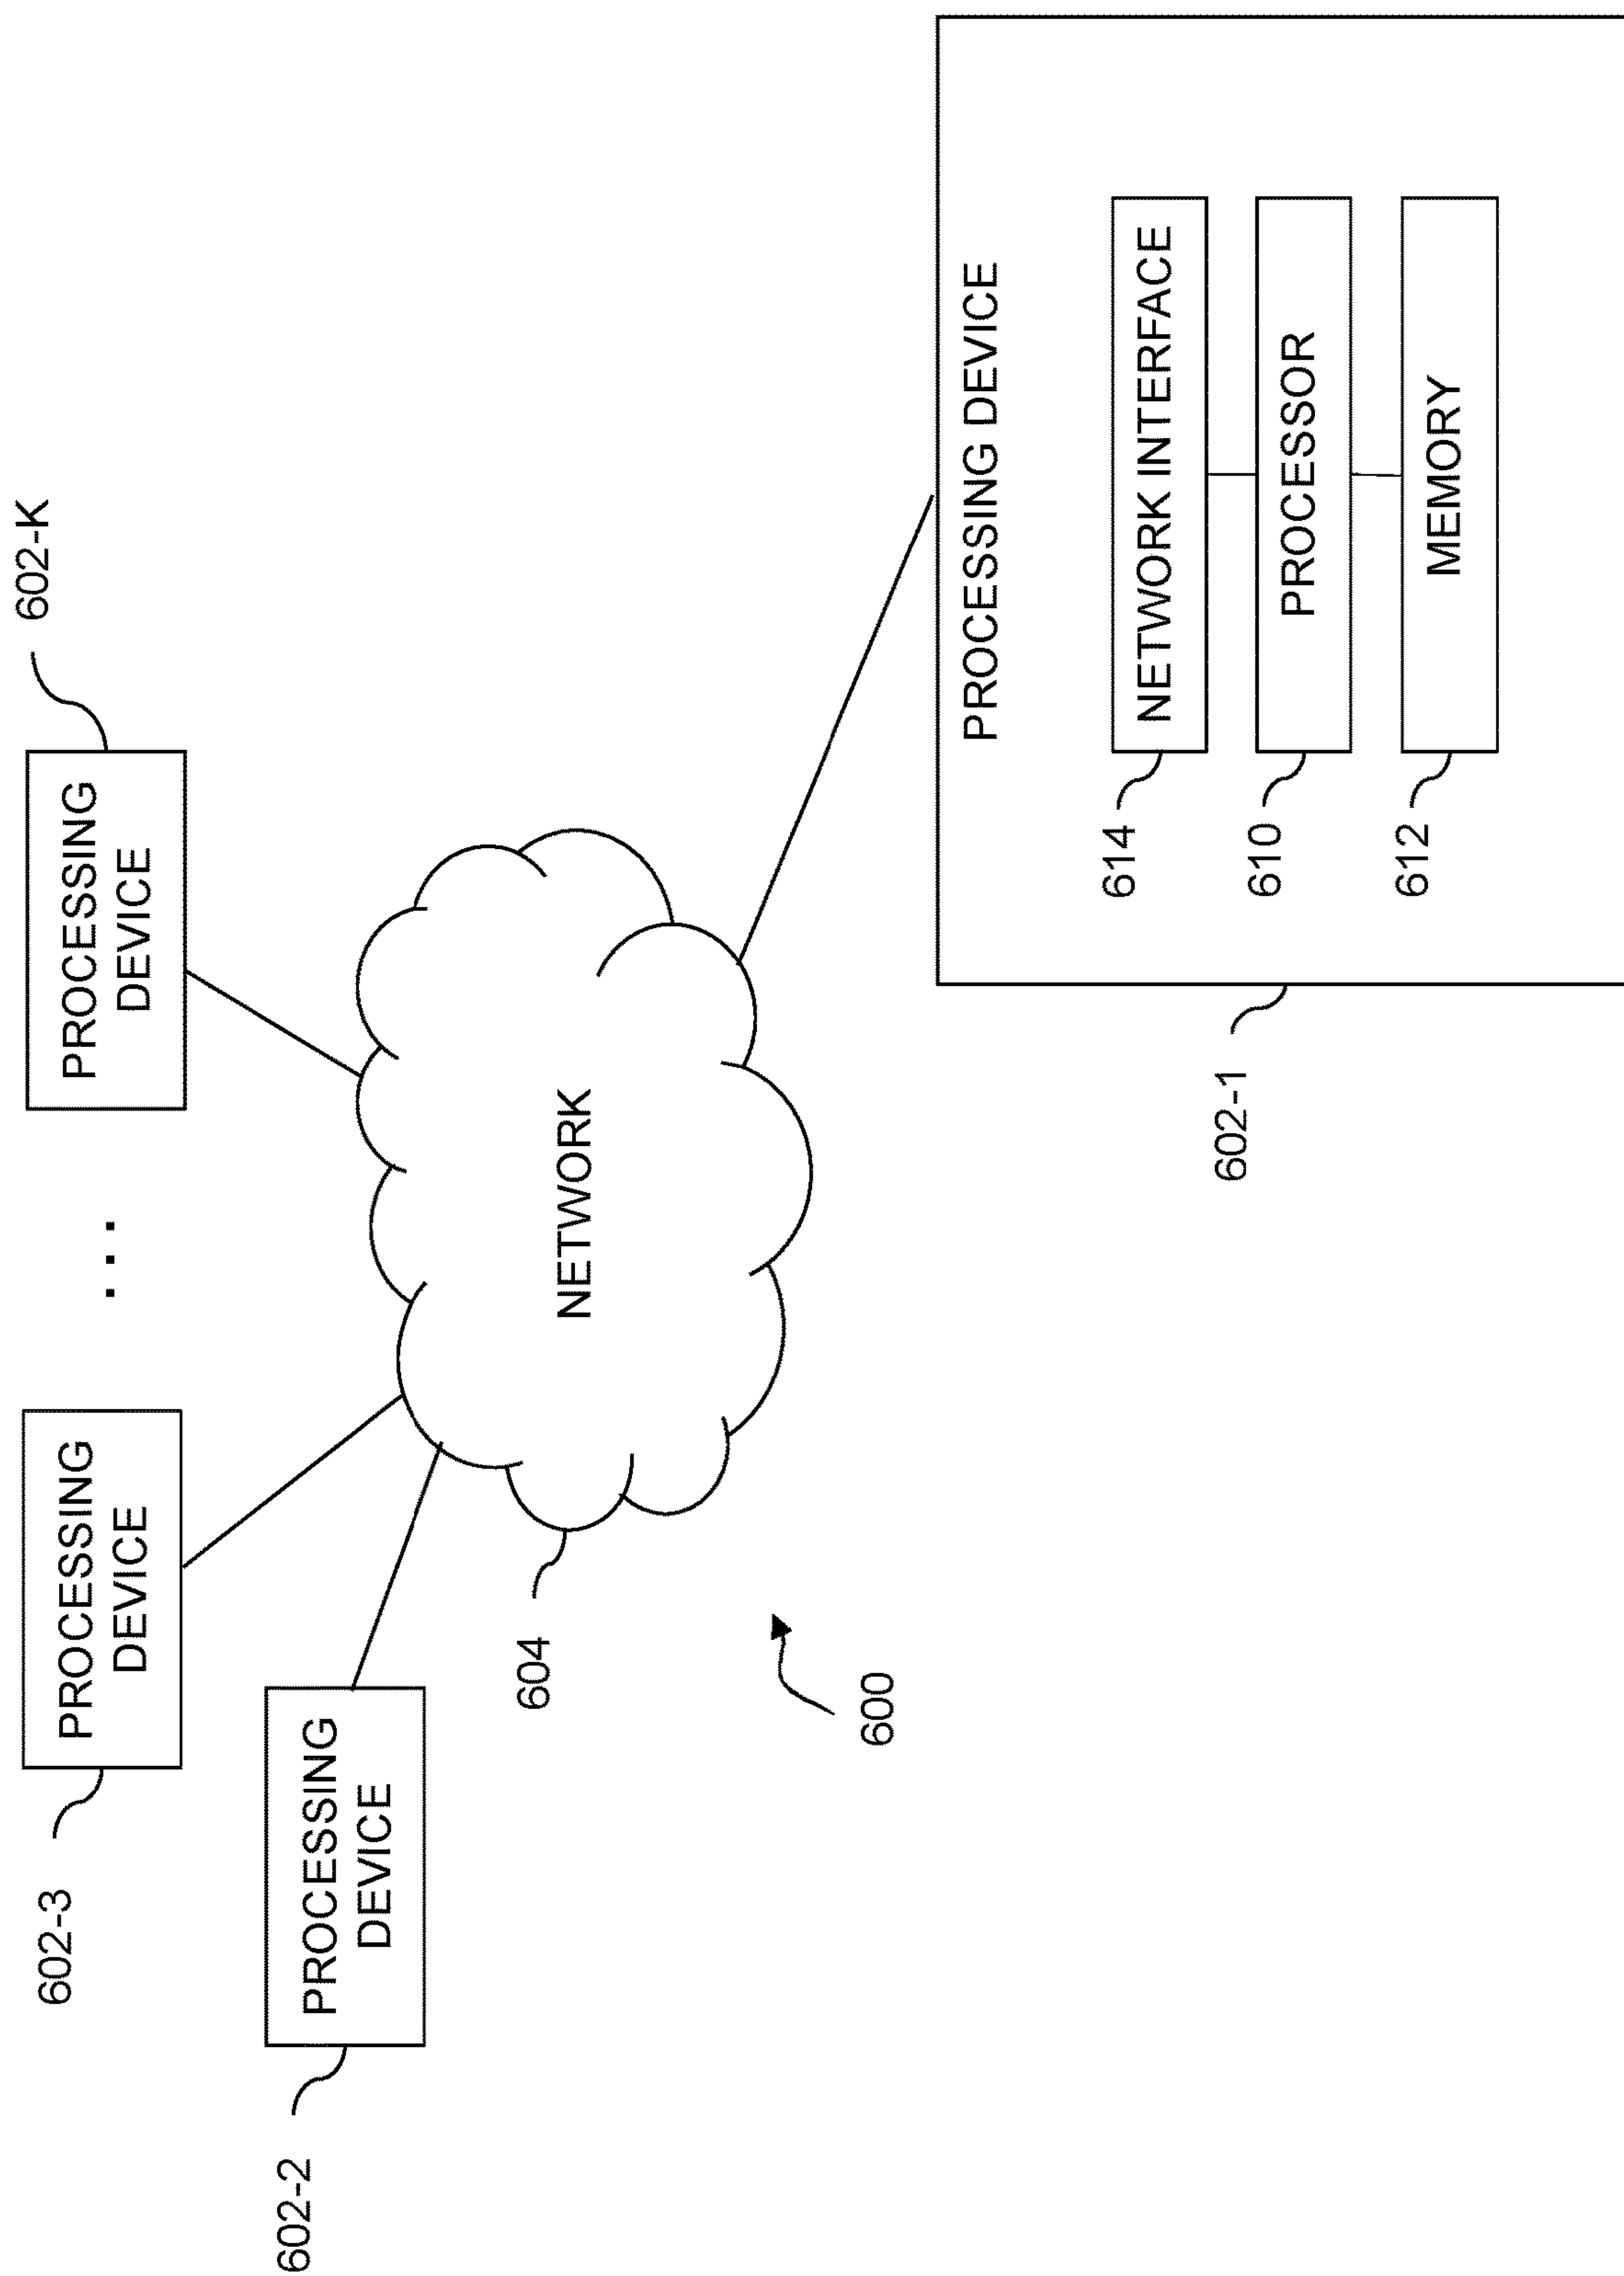 602-2
PROCESSING
DEVICE
602-3
PROCESSING
DEVICE
...
PROCESSING
DEVICE
602-K
604
NETWORK
600
602-1
PROCESSING DEVICE
614
NETWORK INTERFACE
610
PROCESSOR
612
MEMORY